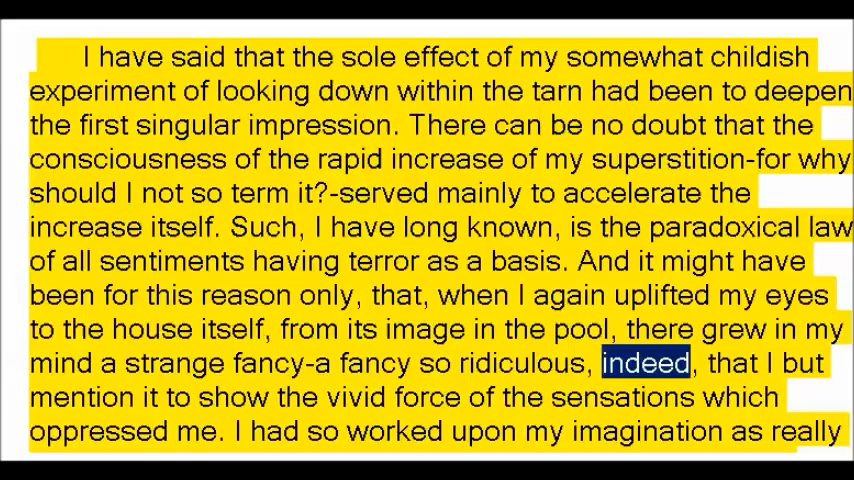 I have said that the sole effect of my somewhat childish
experiment of looking down within the tarn had been to deepen
the first singular impression. There can be no doubt that the
consciousness of the rapid increase of my superstition-for why
should I not so term it?-served mainly to accelerate the
increase itself. Such, I have long known, is the paradoxical law
of all sentiments having terror as a basis. And it might have
been for this reason only, that, when I again uplifted my eyes
to the house itself, from its image in the pool, there grew in my
mind a strange fancy-a fancy so ridiculous, indeed, that I but
mention it to show the vivid force of the sensations which
oppressed me. I had so worked upon my imagination as really